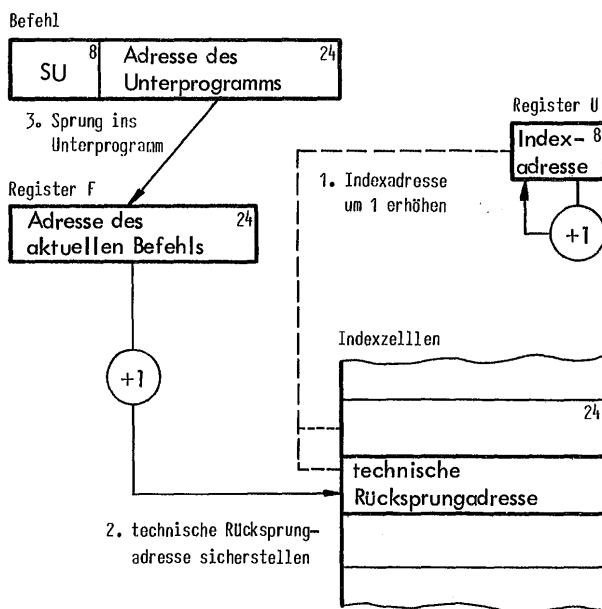 Befehl
SU 8
Adresse des 24
Unterprogramms
3. Sprung ins
Unterprogramm
Register U
Index- 8
adresse
1. Indexadresse
um 1 erhöhen
+1
Register F
Adresse des 24
aktuellen Befehls
+1
Indexzelllen
24
technische
Rücksprungadresse
2. technische Rücksprung-
adresse sicherstellen